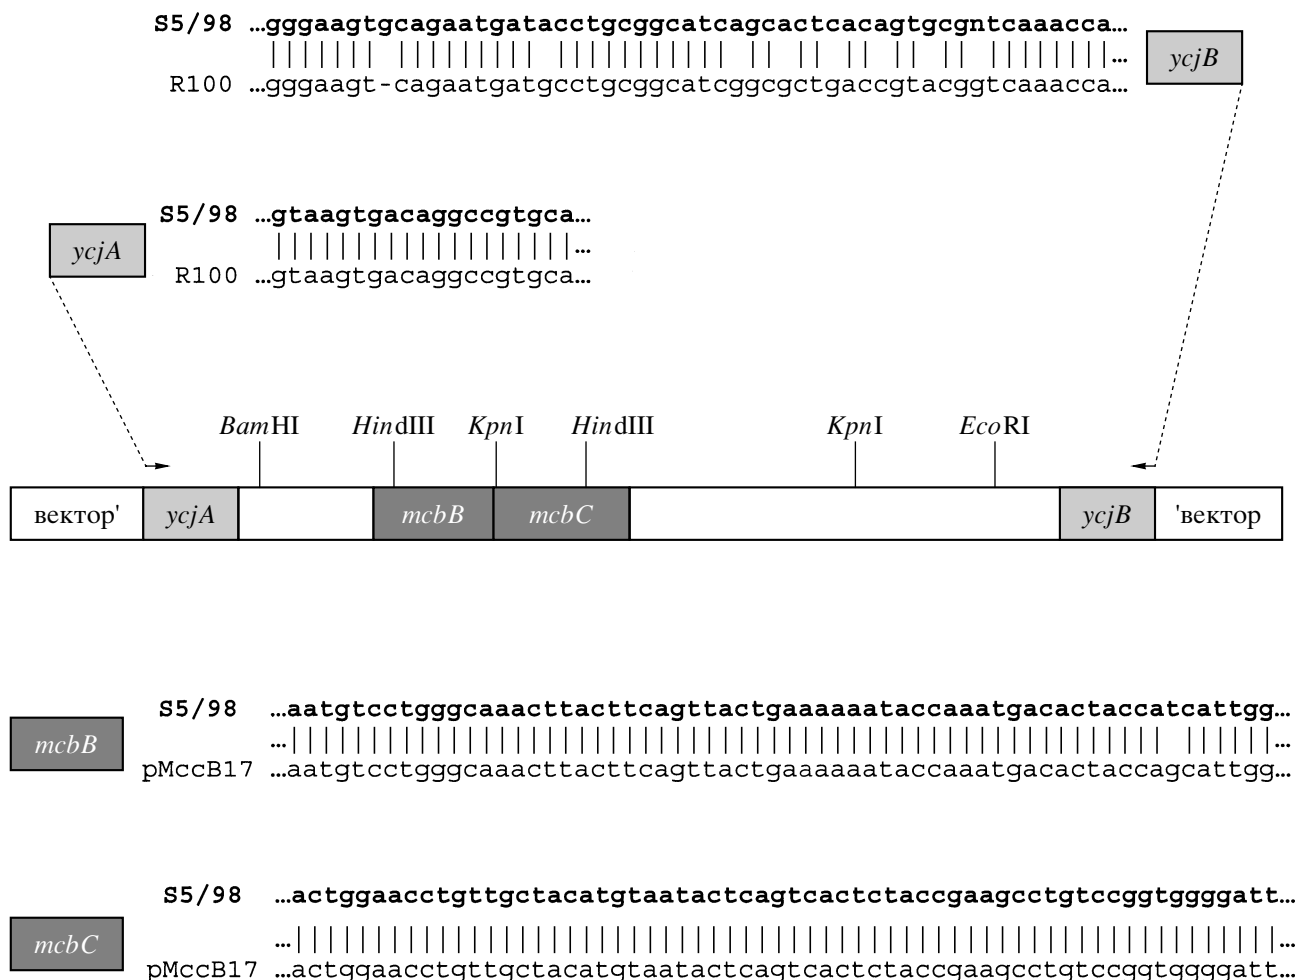 S5/98 …gggaagtgcagaatgatacctgcggcatcagcactcacagtgcgntcaaacca…
ycjB
R100 …gggaagt-cagaatgatgcctgcggcatcggcgctgaccgtacggtcaaacca…
S5/98 …gtaagtgacaggccgtgca…
ycjA
R100 …gtaagtgacaggccgtgca…
BamHI HindIII KpnI HindIII KpnI EcoRI
вектор' ycjA mcbB mcbC ycjB 'вектор
S5/98 …aatgtcctgggcaaacttacttcagttactgaaaaaataccaaatgacactaccatcattgg…
mcbB
pMccB17 …aatgtcctgggcaaacttacttcagttactgaaaaaataccaaatgacactaccagcattgg…
S5/98 …actggaacctgttgctacatgtaatactcagtcactctaccgaagcctgtccggtggggatt…
mcbC
pMccB17 …actggaacctgttgctacatgtaatactcagtcactctaccgaagcctgtccggtggggatt…